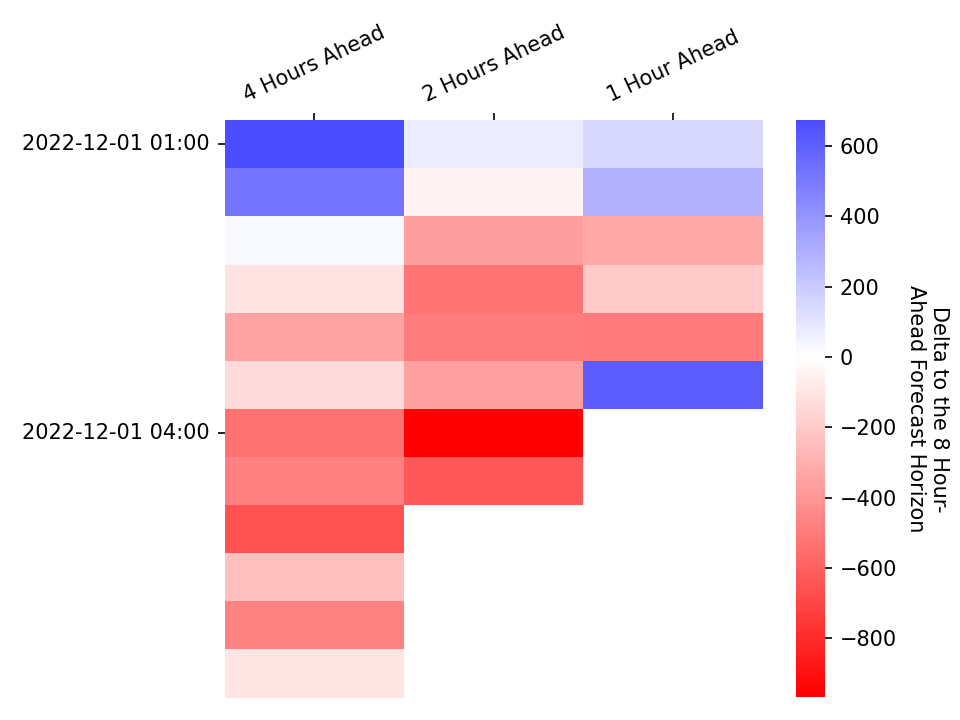 4 Hours Ahead
2 Hours Ahead
1 Hour Ahead
2022-12-01 01:00
2022-12-01 04:00
600
400
200
0
−200
−400
−600
−800
Delta to the 8 Hour-
Ahead Forecast Horizon